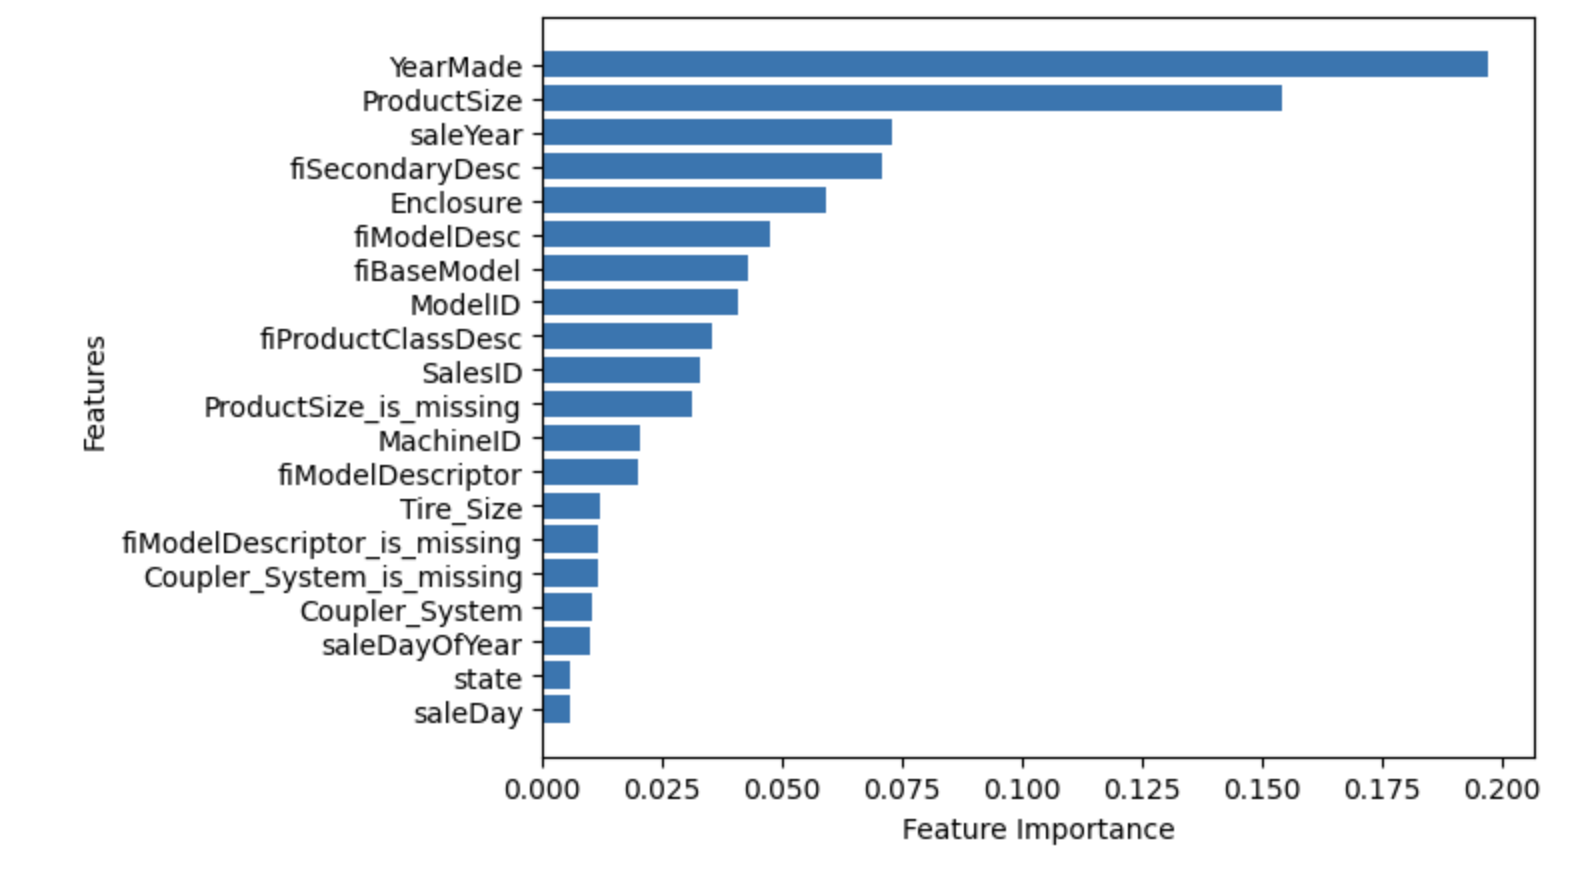 YearMade
ProductSize
saleYear
fiSecondaryDesc
Enclosure
fiModelDesc
fiBaseModel
ModelID
fiProductClassDesc
SalesID
ProductSize_is_missing
MachineID
fiModelDescriptor
Tire_Size
fiModelDescriptor_is_missing
Coupler_System_is_missing
Coupler_System
saleDayOfYear
state
saleDay
Features
0.000 0.025 0.050 0.075 0.100 0.125 0.150 0.175 0.200
Feature Importance